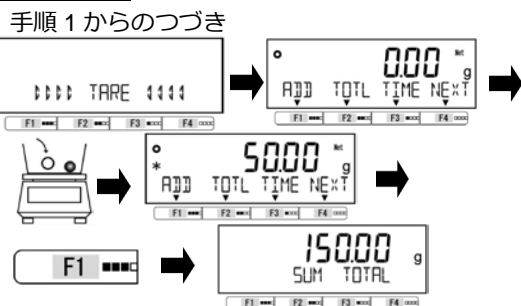 手順 1 からのつづき
TARE
0.00 Net
g
ADD TOTL TIME NEXT
F1 F2 F3 F4
F1 F2 F3 F4
50.00 Net
* g
ADD TOTL TIME NEXT
F1 F2 F3 F4
F1
150.00 g
SUM TOTAL
F1 F2 F3 F4